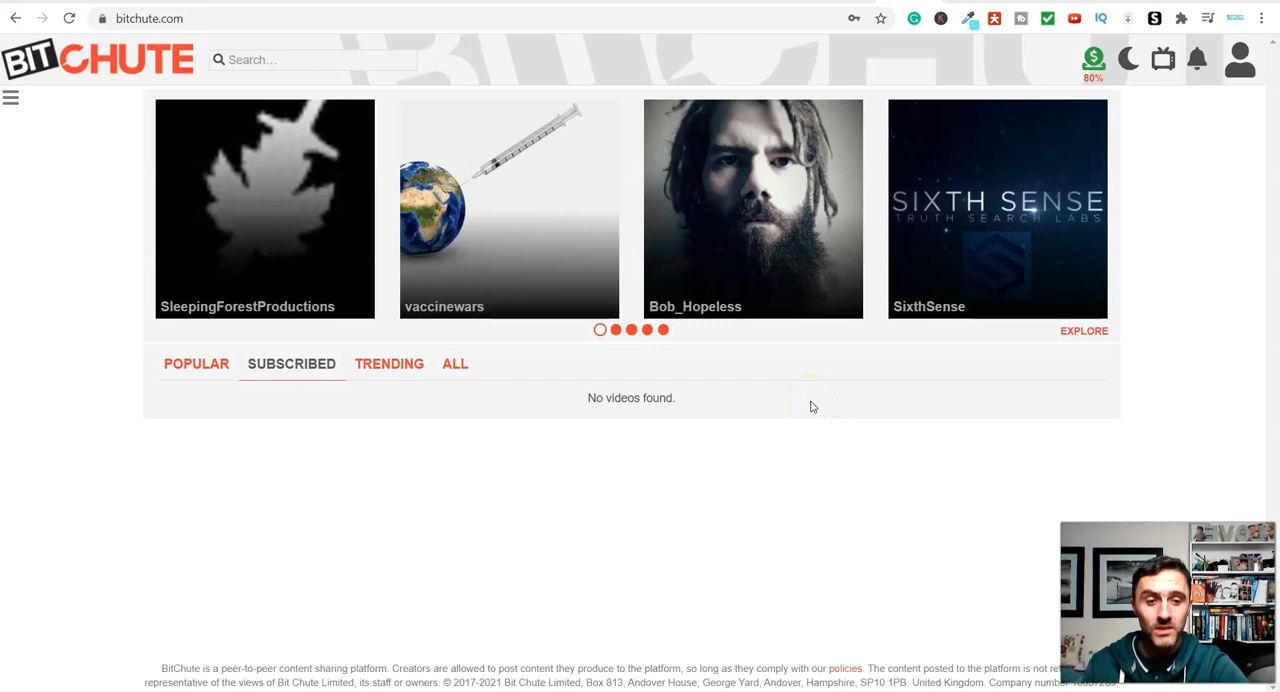 bitchute.com
BITCHUTE
Search...
80%
SleepingForestProductions
vaccinewars
Bob_Hopeless
SIXTH SENSE
TRUTH SEARCH LABS
SixthSense
EXPLORE
POPULAR SUBSCRIBED TRENDING ALL
No videos found.
BitChute is a peer-to-peer content sharing platform. Creators are allowed to post content they produce to the platform, so long as they comply with our policies. The content posted to the platform is not
representative of the views of Bit Chute Limited, its staff or owners. © 2017-2021 Bit Chute Limited, Box 813, Andover House, George Yard, Andover, Hampshire, SP10 1PB. United Kingdom. Company number